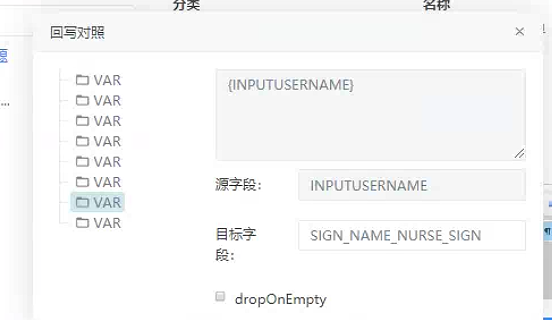 分类 名称
回写对照 ×
VAR
VAR
VAR
VAR
VAR
VAR
VAR
VAR
{INPUTUSERNAME}
源字段: INPUTUSERNAME
目标字
段: SIGN_NAME_NURSE_SIGN
dropOnEmpty
...